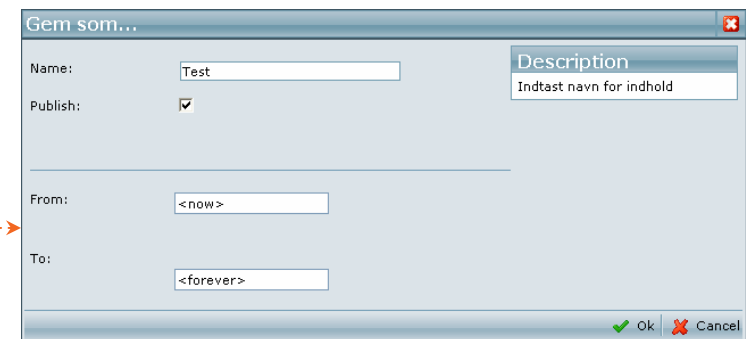 Gem som...
Name:
Test
Description
Indtast navn for indhold
Publish:
From:
<now>
To:
<forever>
Ok
Cancel